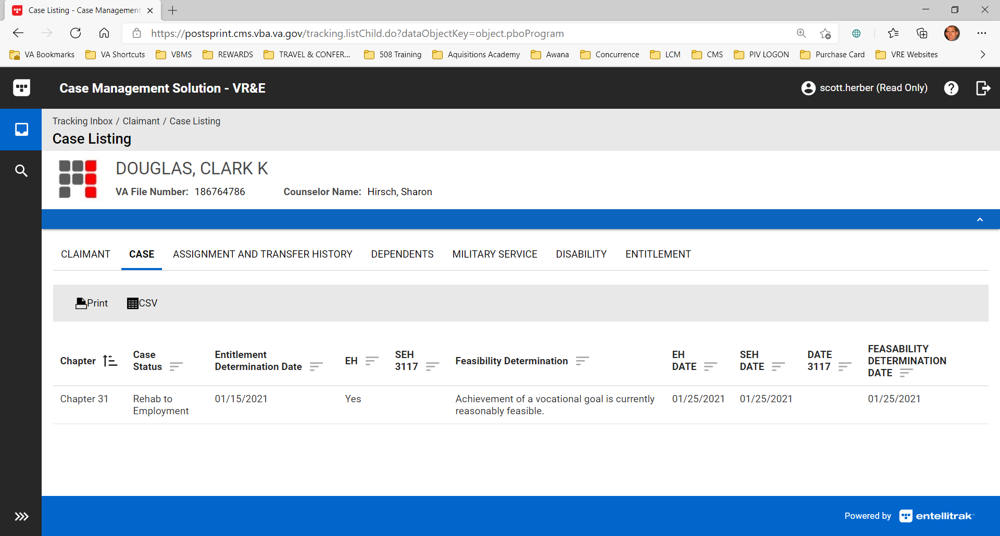 Case Listing - Case Management
https://postsprint.cms.vba.va.gov/tracking.listChild.do?dataObjectKey=object.pboProgram
VA Bookmarks VA Shortcuts VBMS REWARDS TRAVEL & CONFER... 508 Training Aquisitions Academy Awana Concurrence LCM CMS PIV LOGON Purchase Card VRE Websites
Case Management Solution - VR&E
scott.herber (Read Only)
Tracking Inbox / Claimant / Case Listing
Case Listing
DOUGLAS, CLARK K
VA File Number: 186764786 Counselor Name: Hirsch, Sharon
CLAIMANT CASE ASSIGNMENT AND TRANSFER HISTORY DEPENDENTS MILITARY SERVICE DISABILITY ENTITLEMENT
Print CSV
Chapter
Case
Status
Entitlement
Determination Date
EH
SEH
3117
Feasibility Determination
EH
DATE
SEH
DATE
DATE
3117
FEASABILITY
DETERMINATION
DATE
Chapter 31
Rehab to
Employment
01/15/2021
Yes
Achievement of a vocational goal is currently
reasonably feasible.
01/25/2021
01/25/2021
01/25/2021
Powered by entellitrak